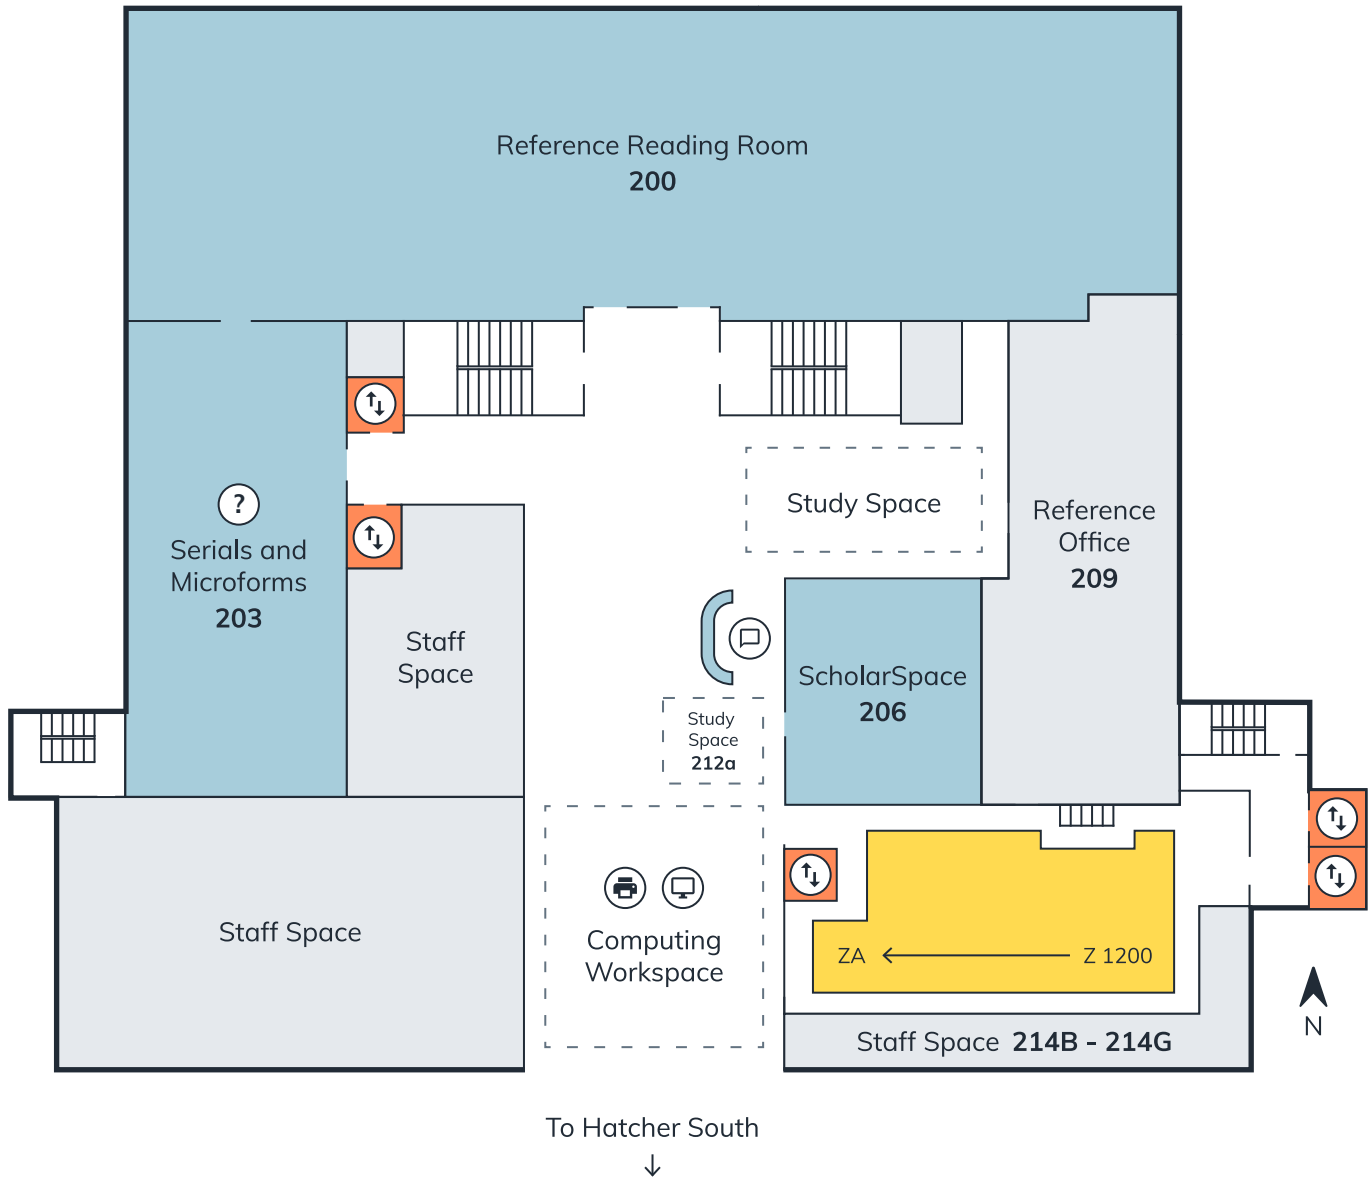 Reference Reading Room
200
?
Serials and
Microforms
203
Staff
Space
Study Space
Reference
Office
209
ScholarSpace
206
Study
Space
212a
Staff Space
Computing
Workspace
ZA
Z 1200
Staff Space 214B - 214G
N
To Hatcher South